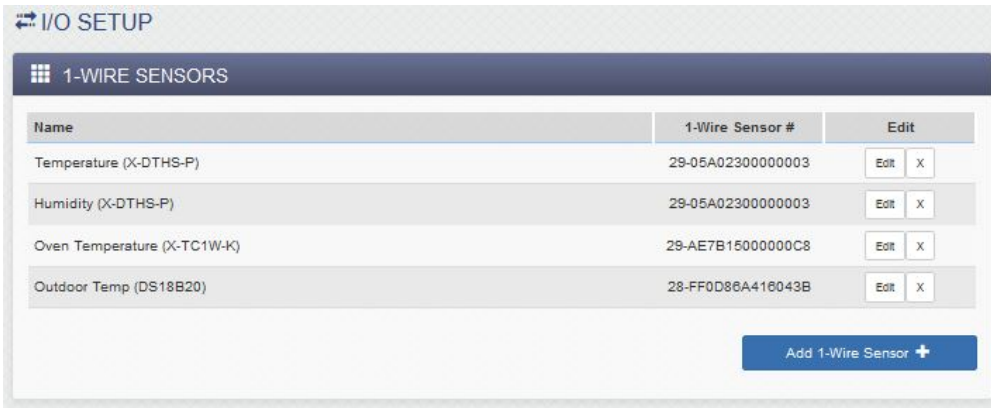 I/O SETUP
1-WIRE SENSORS
Name 1-Wire Sensor # Edit
Temperature (X-DTHS-P) 29-05A02300000003 Edit X
Humidity (X-DTHS-P) 29-05A02300000003 Edit X
Oven Temperature (X-TC1W-K) 29-AE7B15000000C8 Edit X
Outdoor Temp (DS18B20) 28-FF0D86A416043B Edit X
Add 1-Wire Sensor +